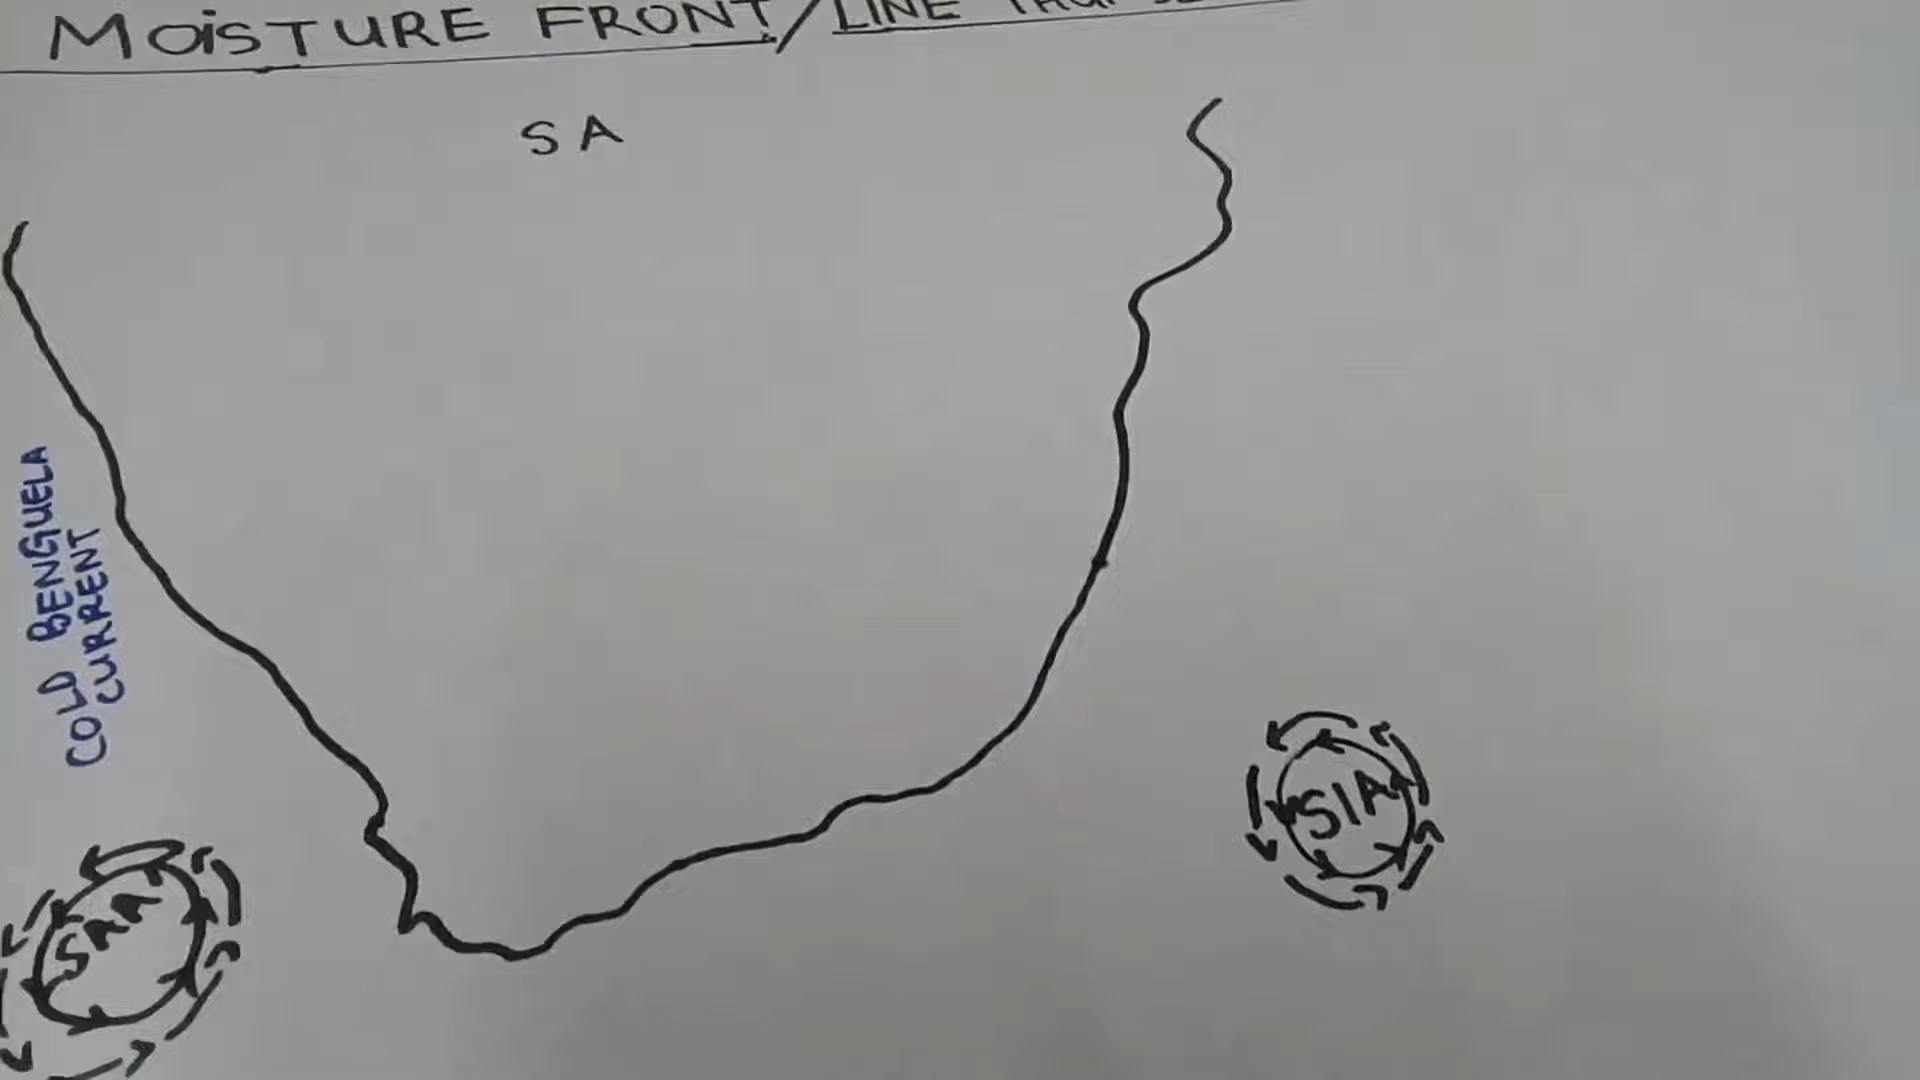 MOISTURE FRONT/LINE
SA
COLD BENGUELA
CURRENT
SAA
SIA